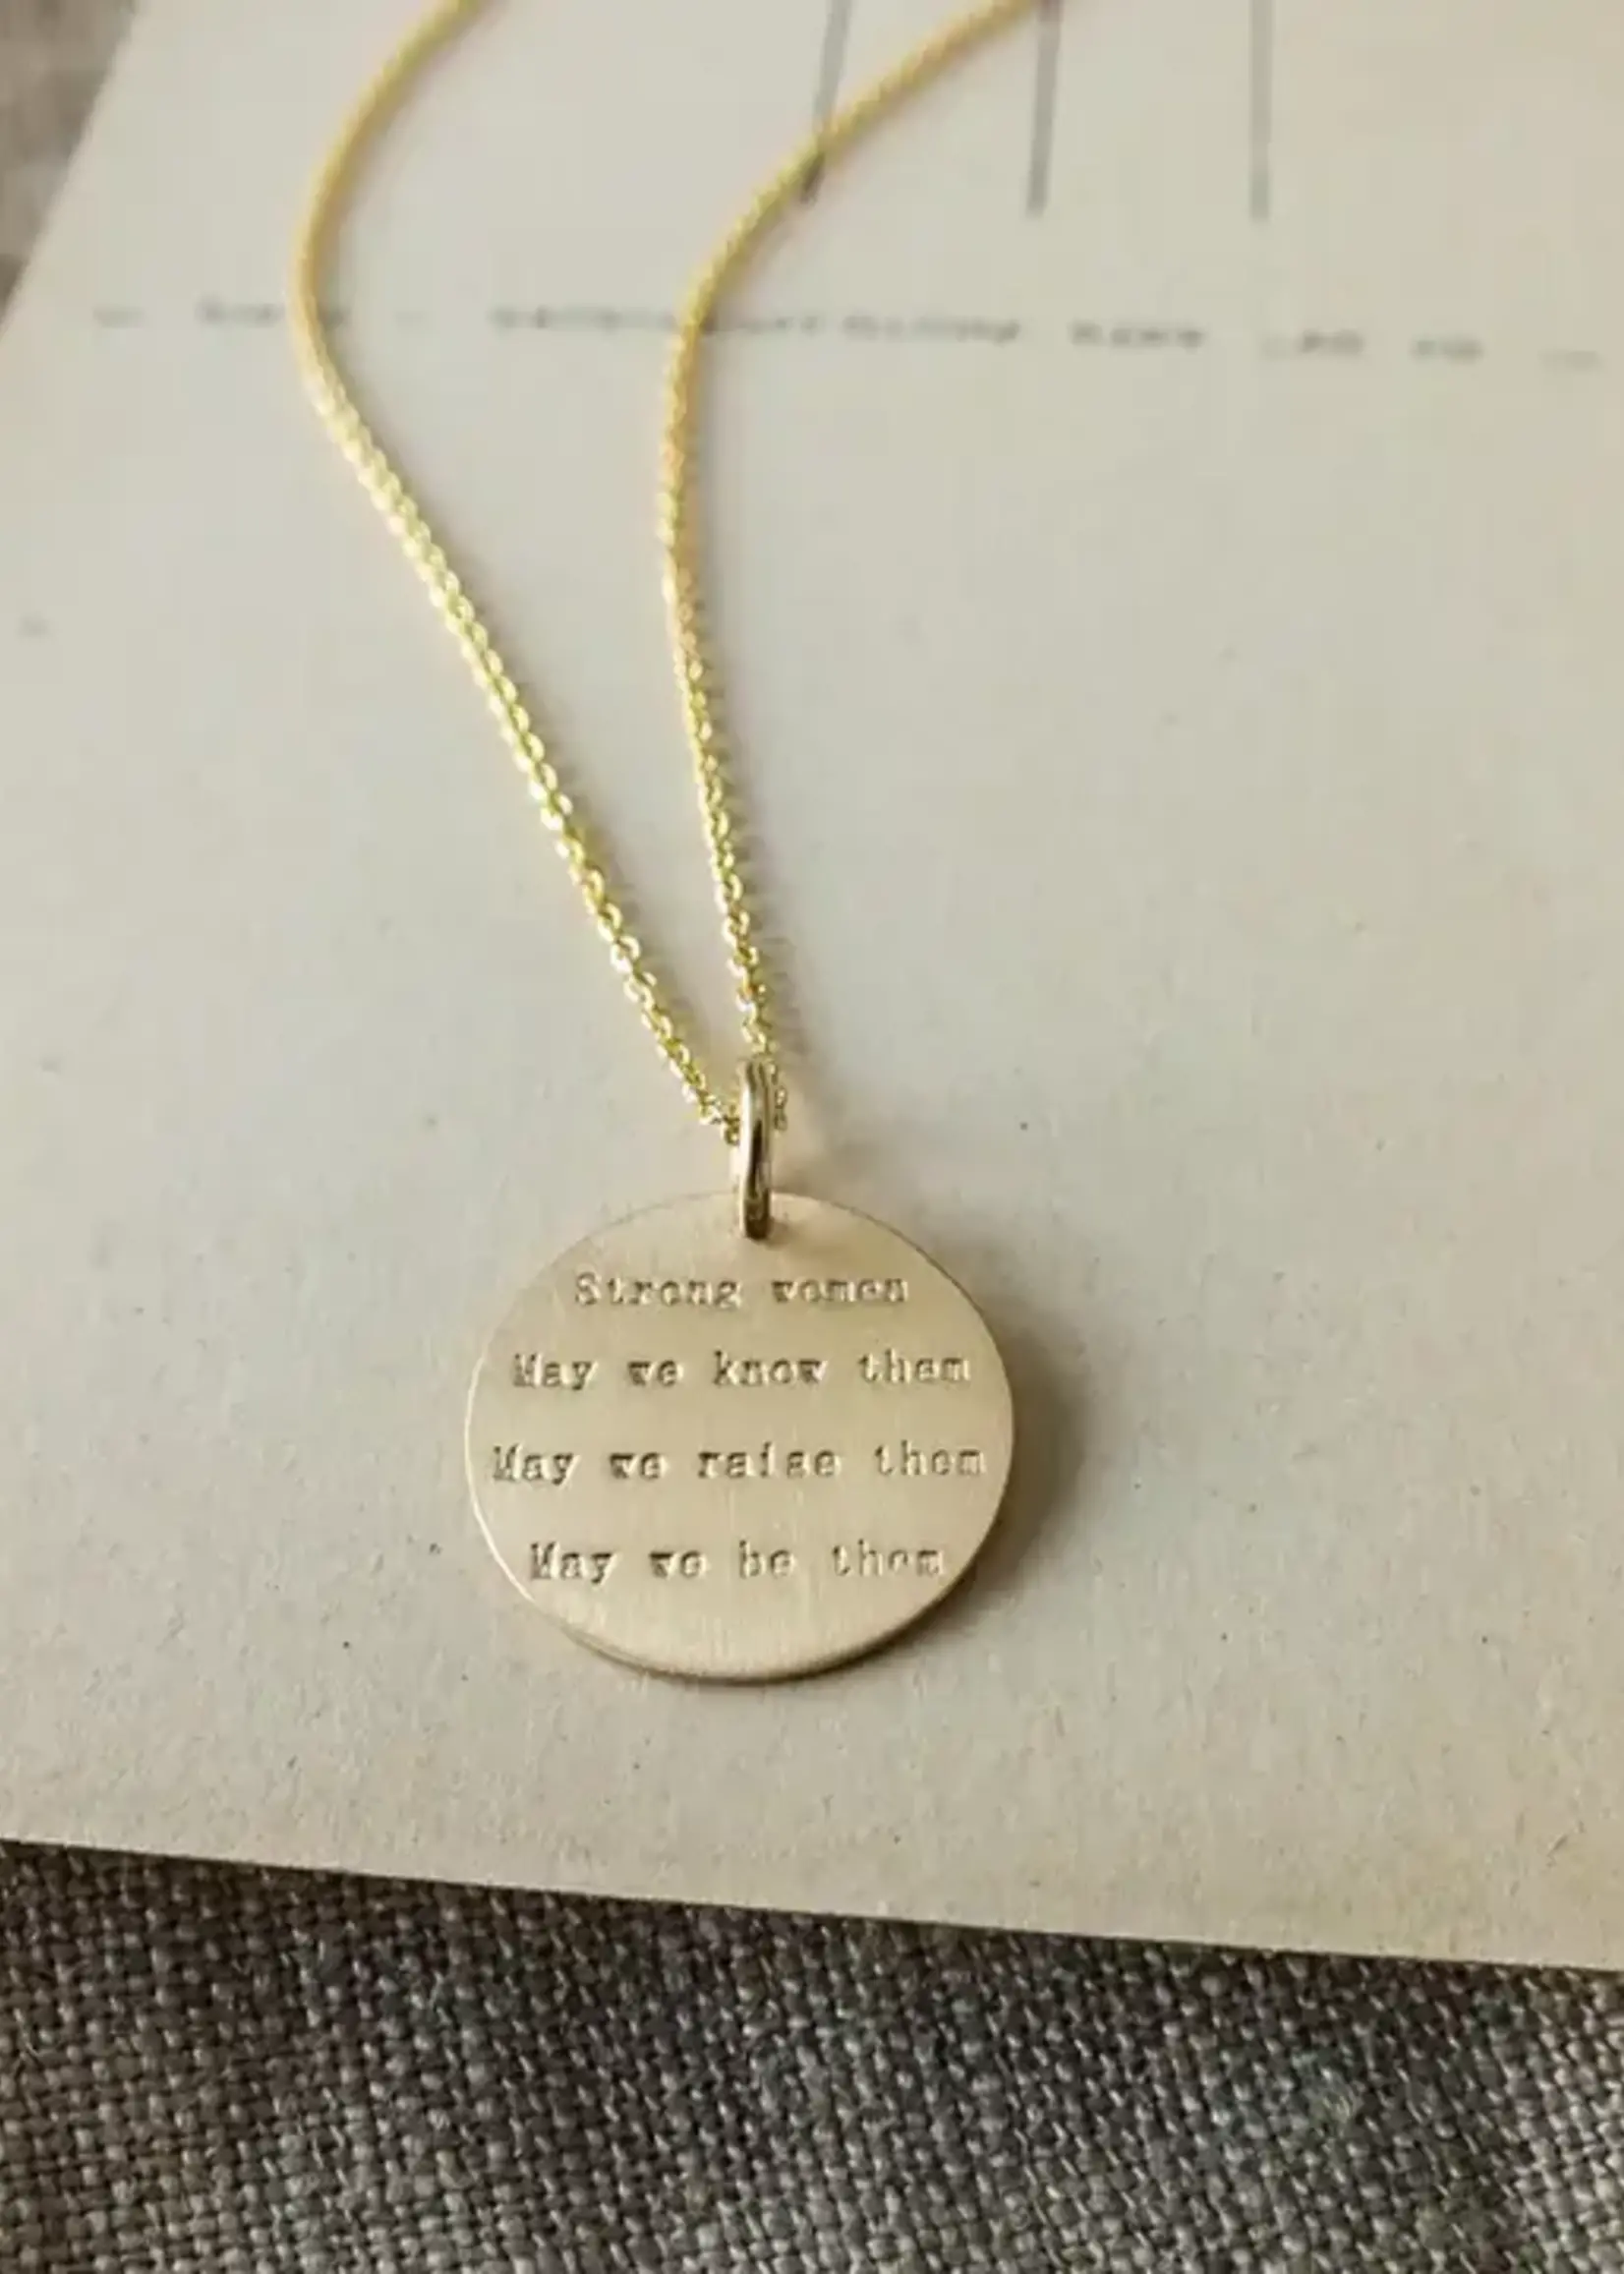 Strong women
May we know them
May we raise them
May we be them